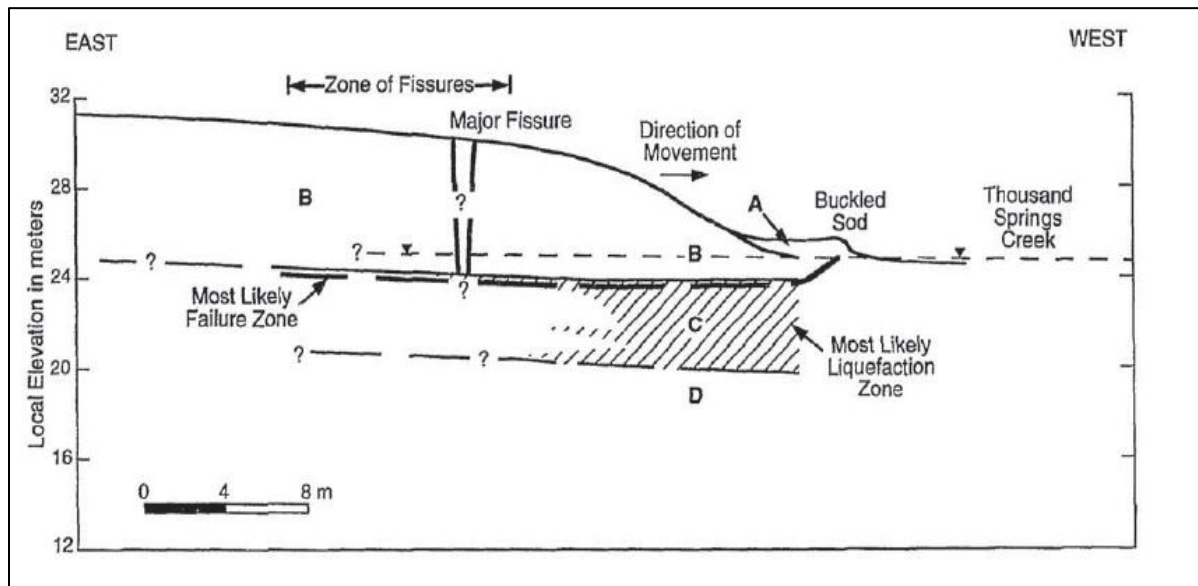 EAST
WEST
Zone of Fissures
32
Major Fissure
Direction of
Movement
28
B
?
A
Buckled
Sod
Thousand
Springs
Creek
?
?
B
?
24
?
Most Likely
Failure Zone
C
Most Likely
Liquefaction
Zone
?
?
20
D
Local Elevation in meters
16
0 4 8 m
12